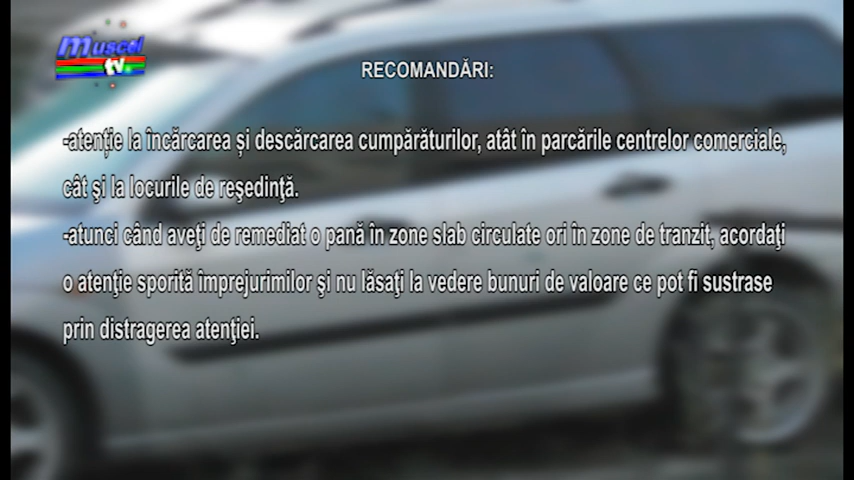 Muscel
tv.
RECOMANDĂRI:
-atenție la încărcarea și descărcarea cumpărăturilor, atât în parcările centrelor comerciale,
cât şi la locurile de reşedinţă.
-atunci când aveţi de remediat o pană în zone slab circulate ori în zone de tranzit, acordaţi
o atenţie sporită împrejurimilor şi nu lăsaţi la vedere bunuri de valoare ce pot fi sustrase
prin distragerea atenţiei.